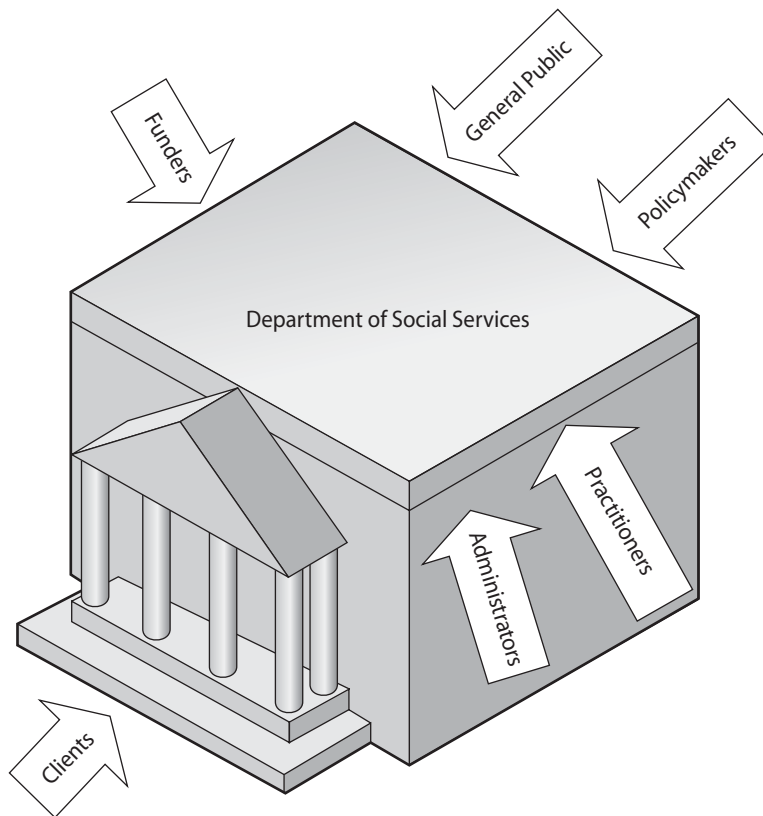 General Public
Funders
Policymakers
Department of Social Services
Practitioners
Administrators
Clients